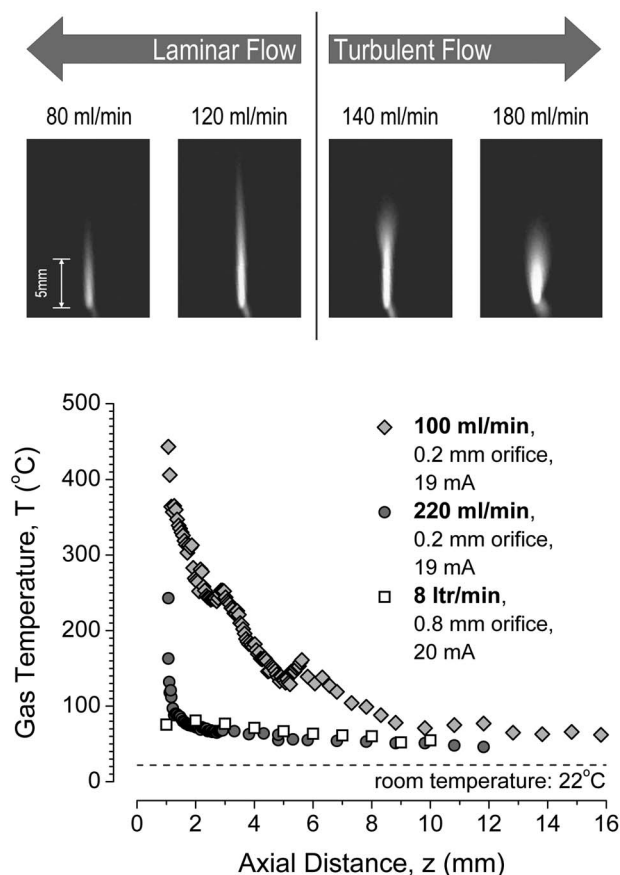 Laminar Flow Turbulent Flow
80 ml/min 120 ml/min 140 ml/min 180 ml/min
5mm
500
400
300
200
100
0
Gas Temperature, T (°C)
100 ml/min,
0.2 mm orifice,
19 mA
220 ml/min,
0.2 mm orifice,
19 mA
8 ltr/min,
0.8 mm orifice,
20 mA
room temperature: 22°C
0 2 4 6 8 10 12 14 16
Axial Distance, z (mm)